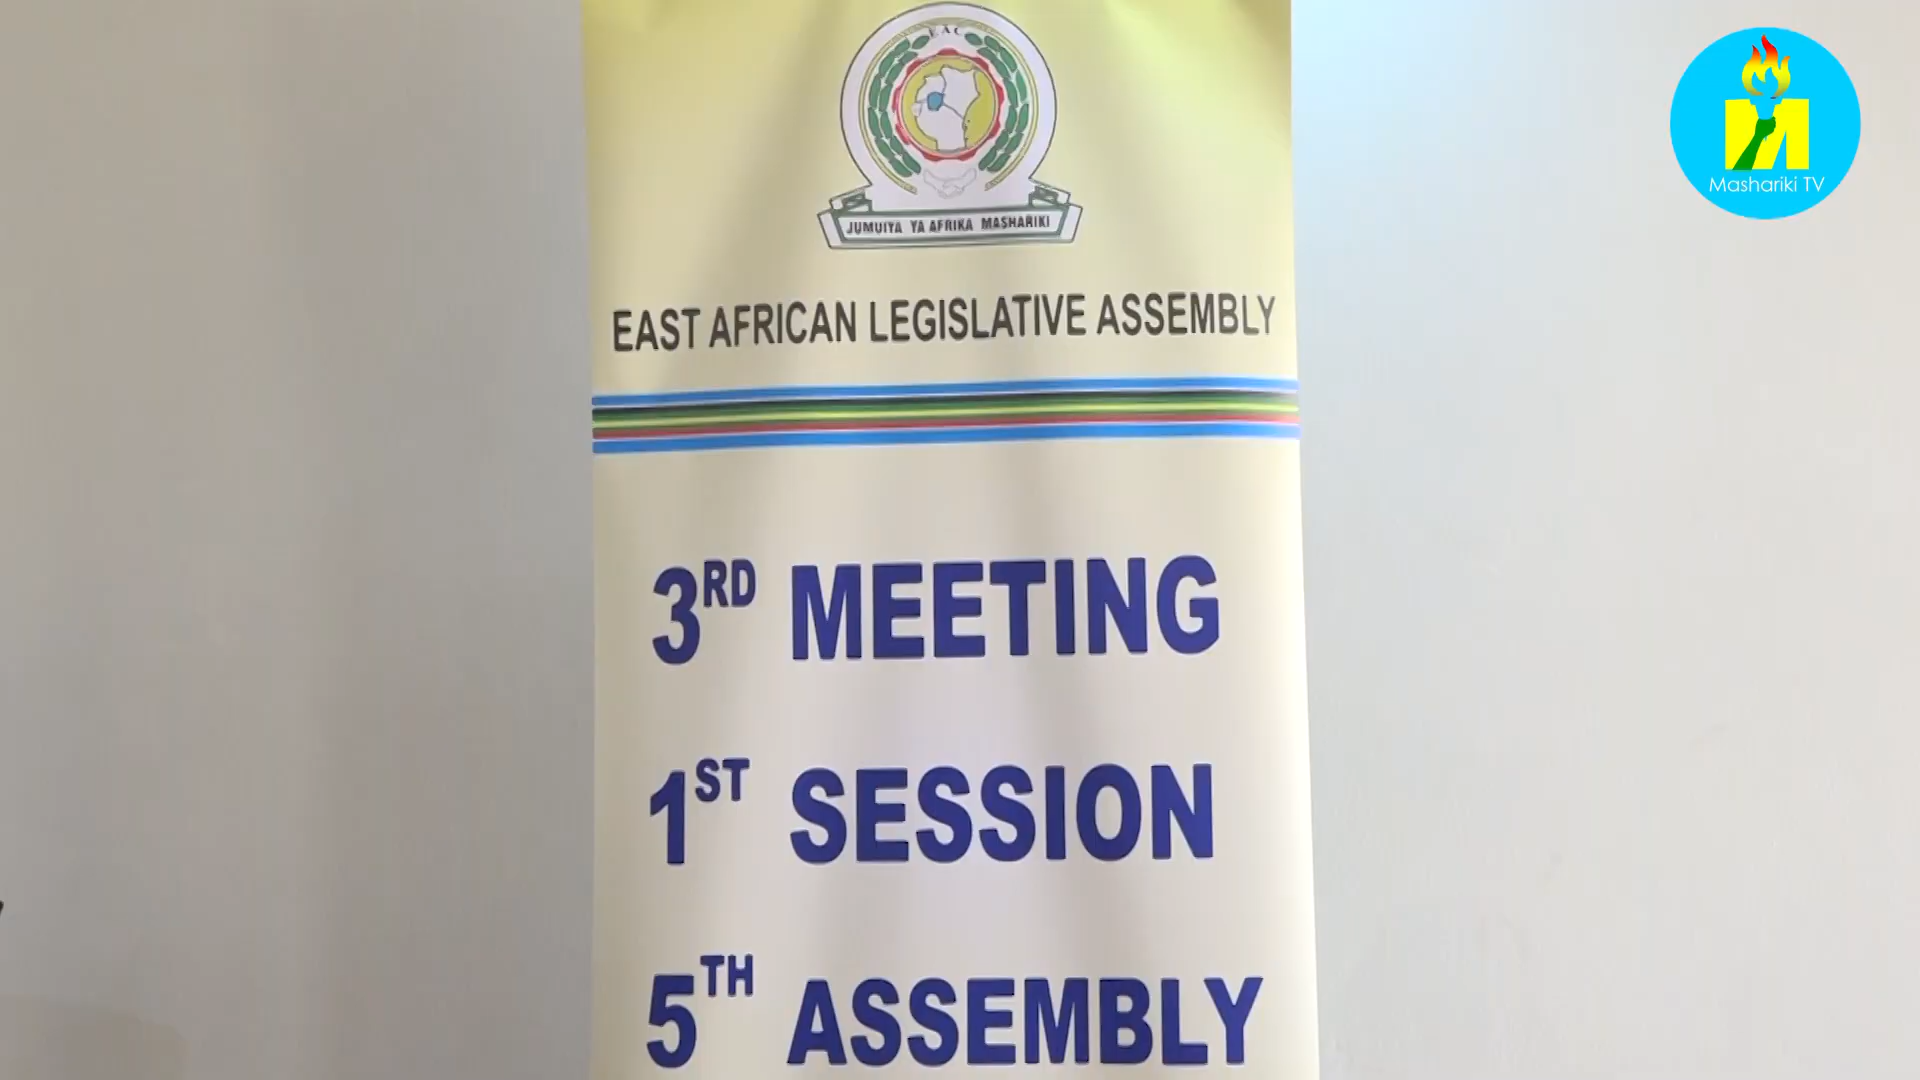 EAC
JUMUIYA YA AFRIKA MASHARIKI
EAST AFRICAN LEGISLATIVE ASSEMBLY
3RD MEETING
1ST SESSION
5TH ASSEMBLY
Mashariki TV